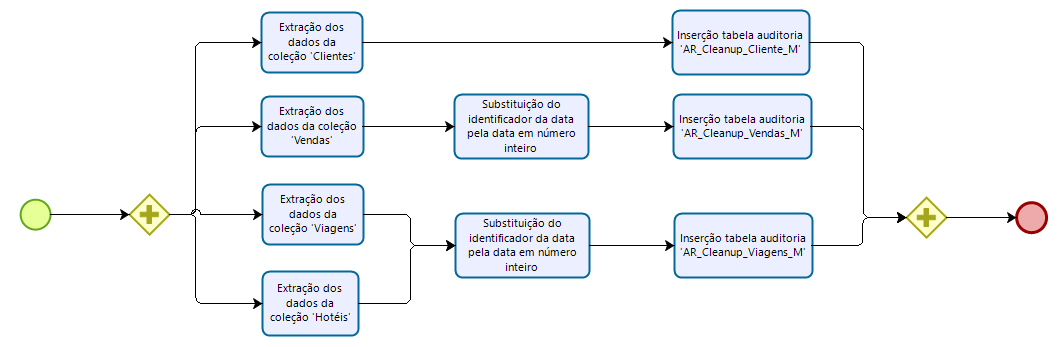 Extração dos
dados da
coleção 'Clientes'
Inserção tabela auditoria
'AR_Cleanup_Cliente_M'
Extração dos
dados da coleção
'Vendas'
Substituição do
identificador da data
pela data em número
inteiro
Inserção tabela auditoria
'AR_Cleanup_Vendas_M'
Extração dos
dados da
coleção 'Viagens'
Substituição do
identificador da data
pela data em número
inteiro
Inserção tabela auditoria
'AR_Cleanup_Viagens_M'
Extração dos
dados da
coleção 'Hotéis'